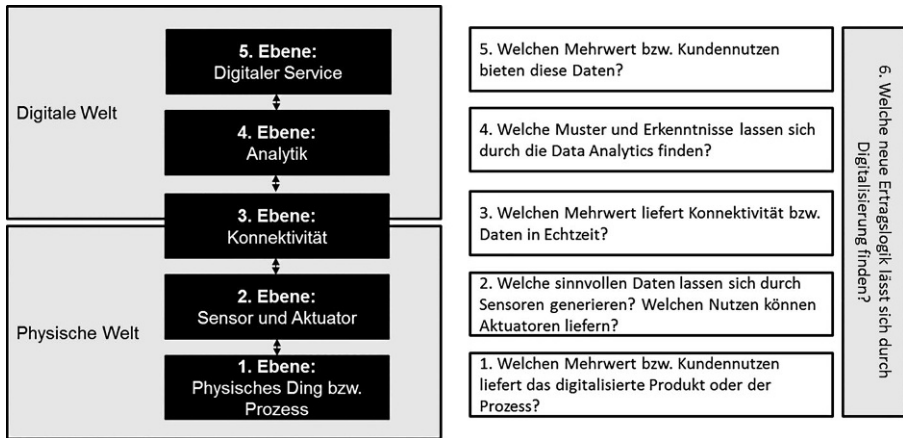 Digitale Welt
5. Ebene:
Digitaler Service
4. Ebene:
Analytik
3. Ebene:
Konnektivität
Physische Welt
2. Ebene:
Sensor und Aktuator
1. Ebene:
Physisches Ding bzw.
Prozess
5. Welchen Mehrwert bzw. Kundennutzen
bieten diese Daten?
4. Welche Muster und Erkenntnisse lassen sich
durch die Data Analytics finden?
3. Welchen Mehrwert liefert Konnektivität bzw.
Daten in Echtzeit?
2. Welche sinnvollen Daten lassen sich durch
Sensoren generieren? Welchen Nutzen können
Aktuatoren liefern?
1. Welchen Mehrwert bzw. Kundennutzen
liefert das digitalisierte Produkt oder der
Prozess?
6. Welche neue Ertragslogik lässt sich durch
Digitalisierung finden?